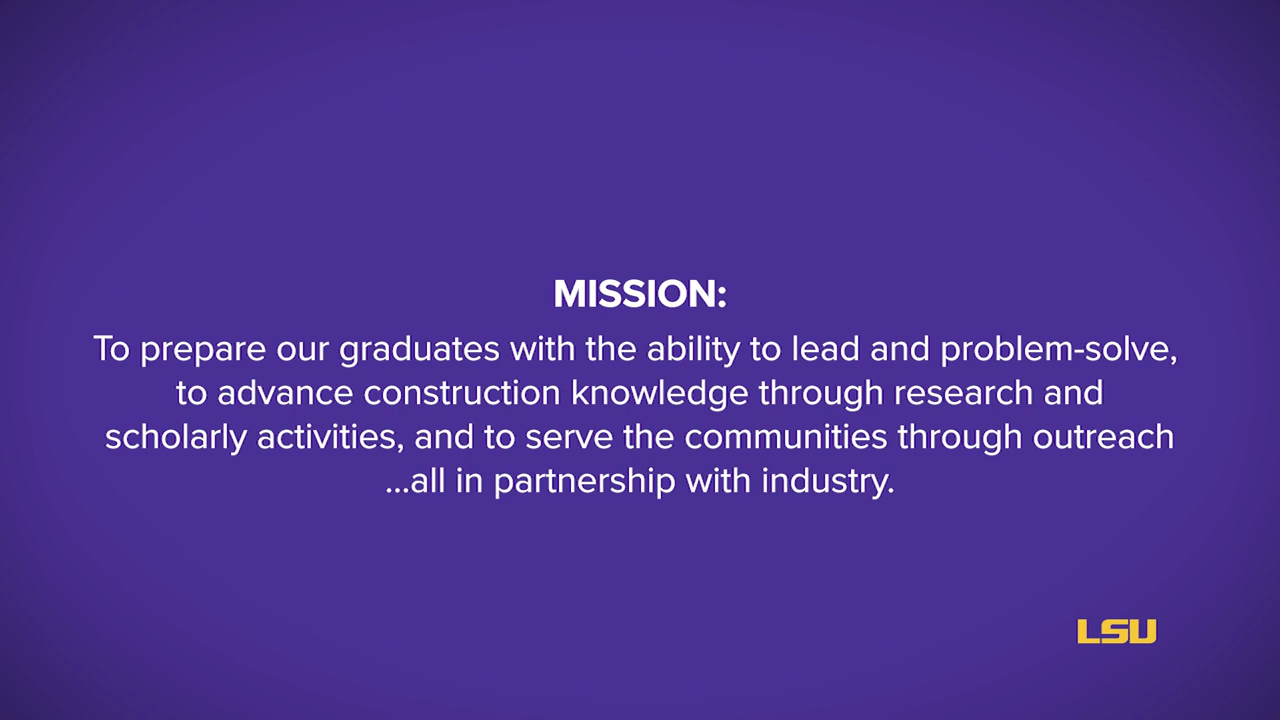 MISSION:
To prepare our graduates with the ability to lead and problem-solve,
to advance construction knowledge through research and
scholarly activities, and to serve the communities through outreach
...all in partnership with industry.
LSU